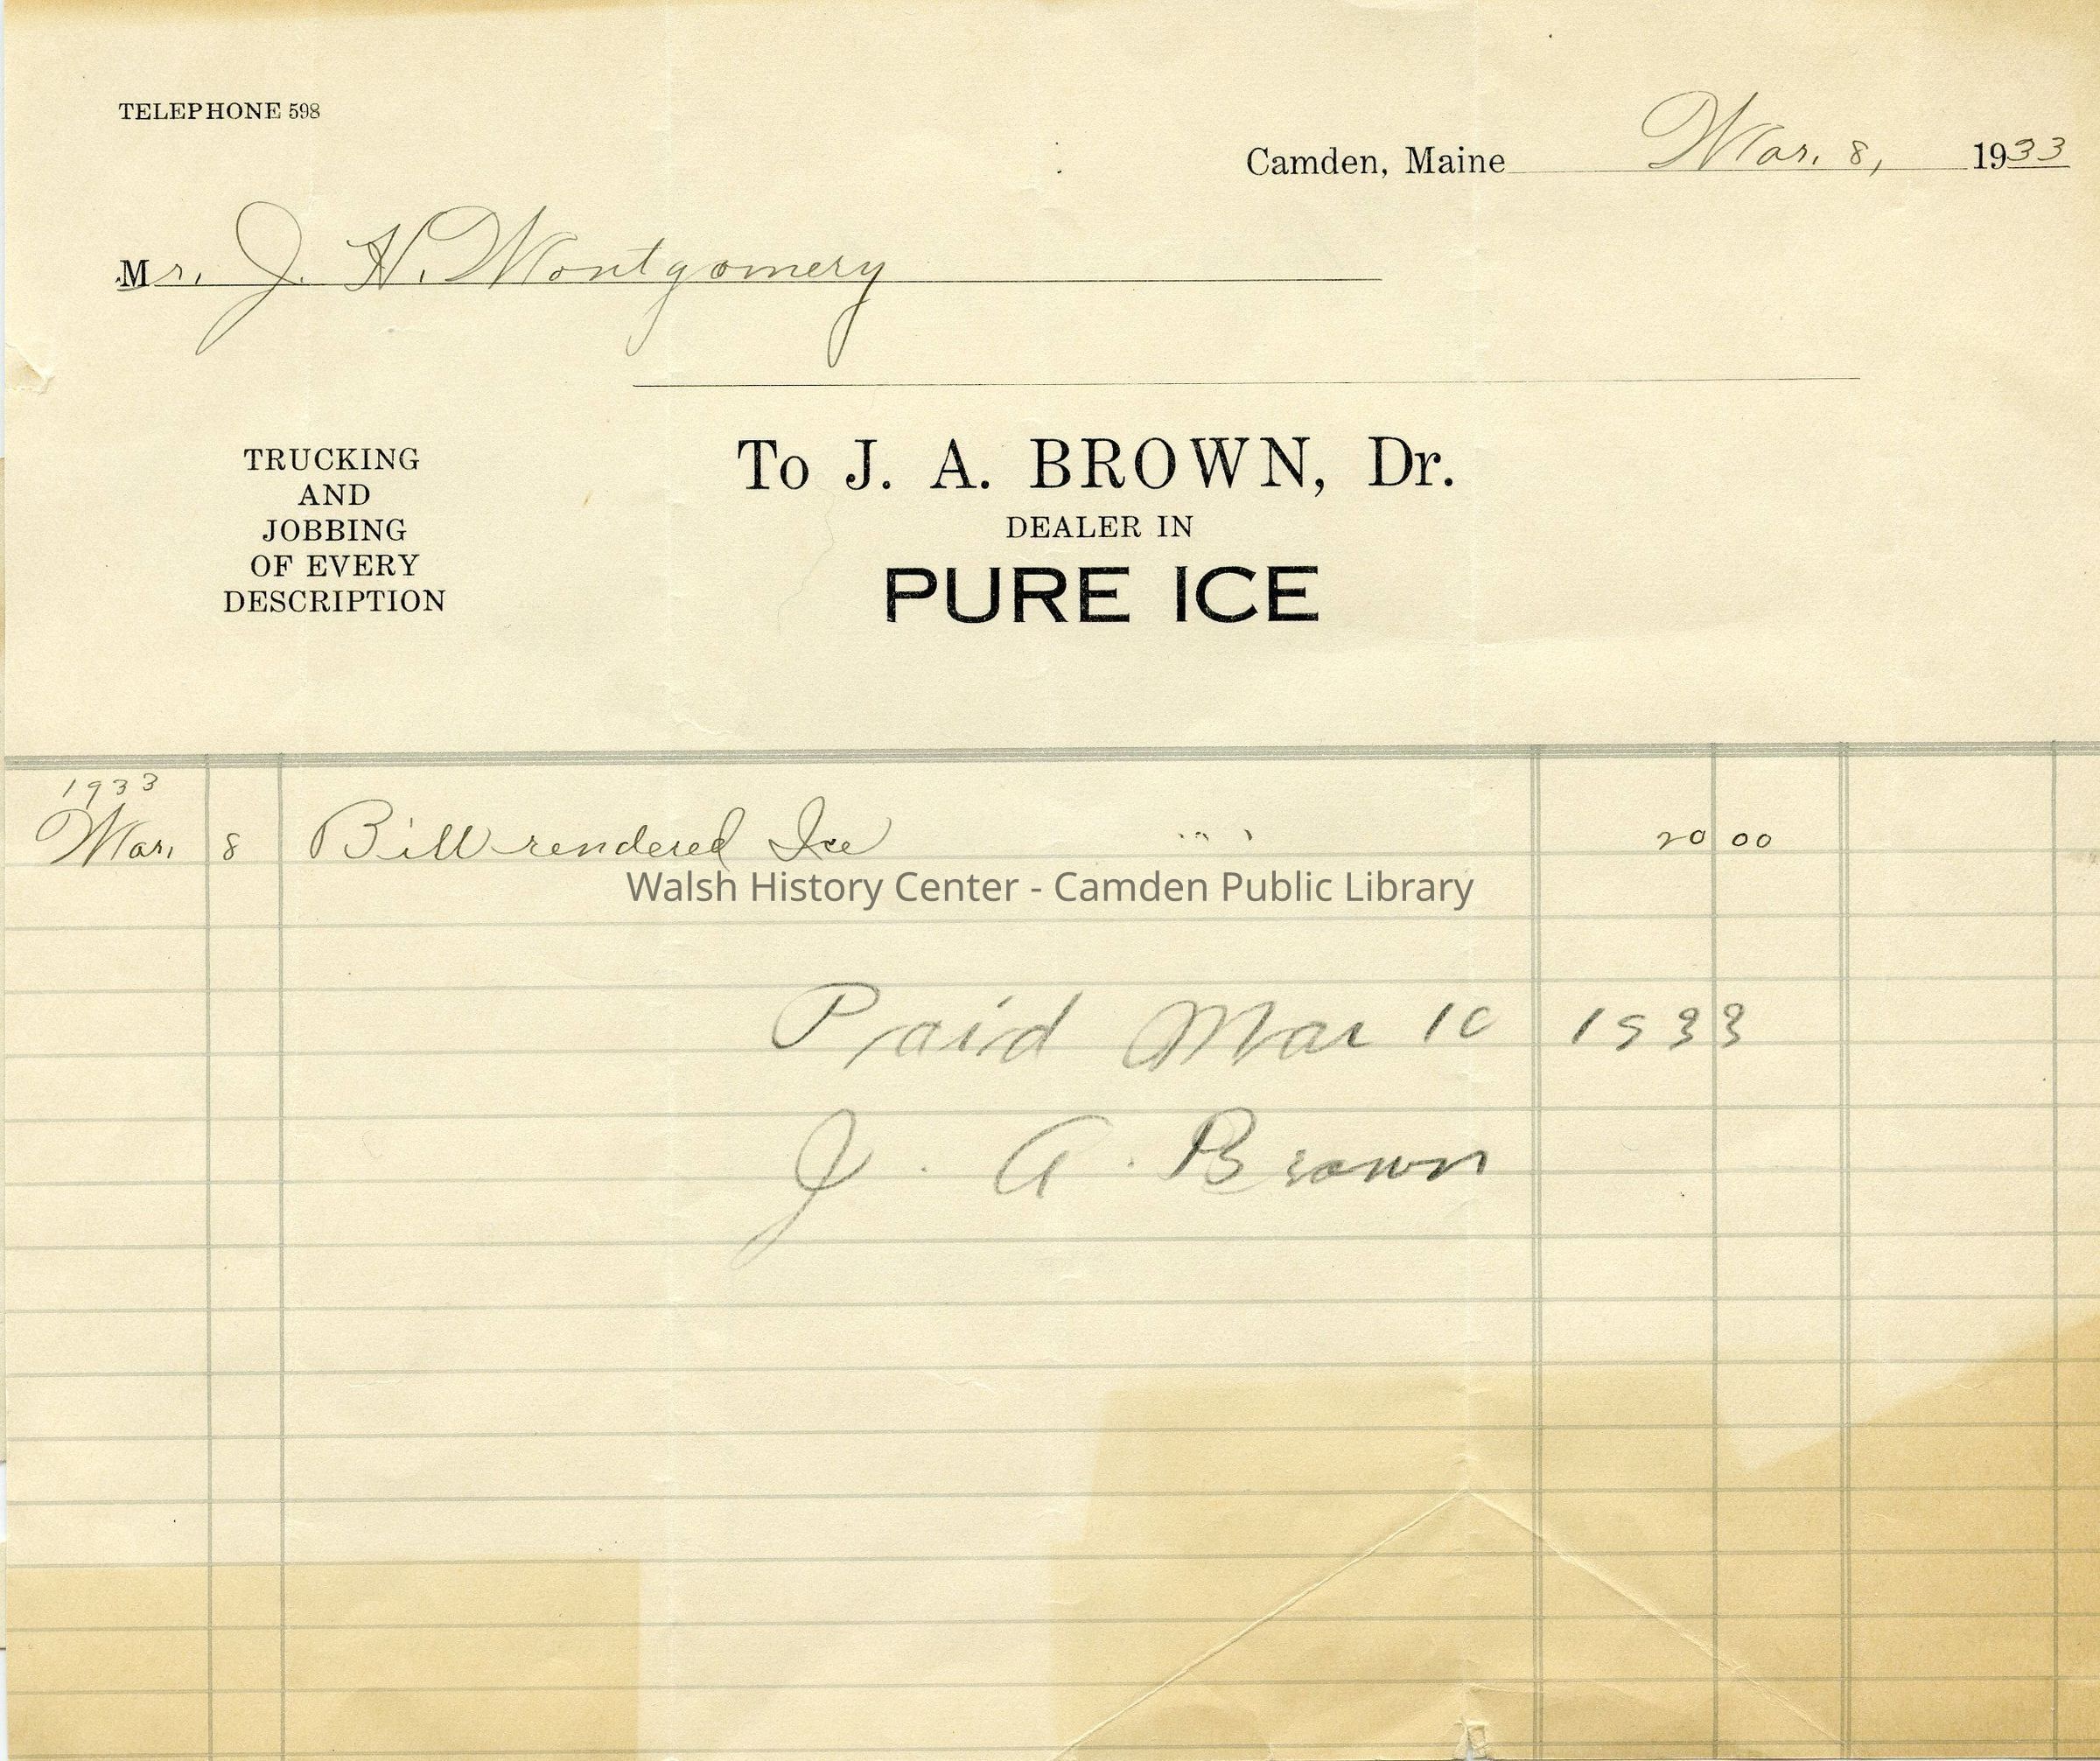 TELEPHONE 598
Camden, Maine Mar. 8, 1933
Mr. J. H. Montgomery
TRUCKING
AND
JOBBING
OF EVERY
DESCRIPTION
To J. A. BROWN, Dr.
DEALER IN
PURE ICE
1933
Mar. 8 Bill rendered Ice 20 00
Walsh History Center - Camden Public Library
Paid Mar 10 1933
J. A. Brown